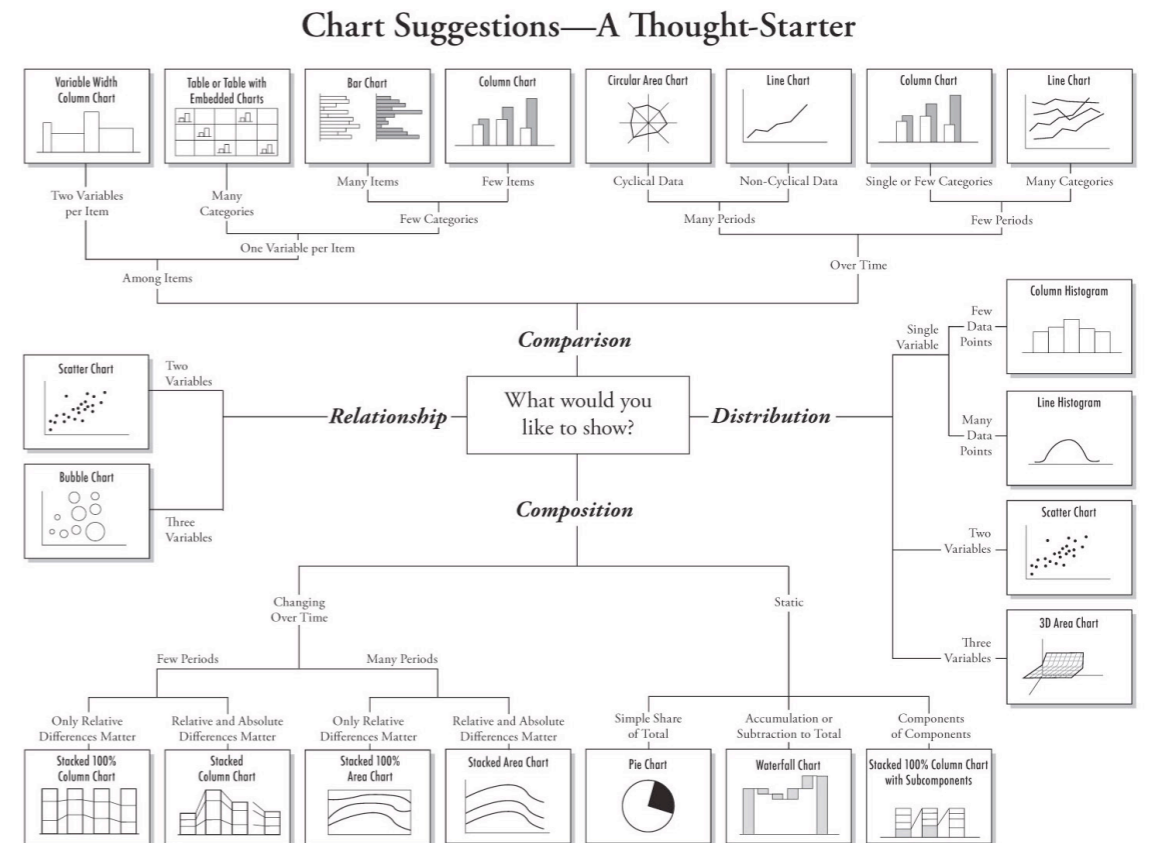 Chart Suggestions—A Thought-Starter
Variable Width
Column Chart
Table or Table with
Embedded Charts
Bar Chart
Column Chart
Circular Area Chart
Line Chart
Column Chart
Line Chart
Two Variables
per Item
Many
Categories
Many Items
Few Items
Cyclical Data
Non-Cyclical Data
Single or Few Categories
Many Categories
Few Categories
Many Periods
Few Periods
One Variable per Item
Among Items
Over Time
Comparison
What would you
like to show?
Relationship
Two
Variables
Scatter Chart
Bubble Chart
Three
Variables
Distribution
Single
Variable
Few
Data
Points
Column Histogram
Many
Data
Points
Line Histogram
Two
Variables
Scatter Chart
Three
Variables
3D Area Chart
Composition
Changing
Over Time
Static
Few Periods
Many Periods
Only Relative
Differences Matter
Relative and Absolute
Differences Matter
Only Relative
Differences Matter
Relative and Absolute
Differences Matter
Simple Share
of Total
Accumulation or
Subtraction to Total
Components
of Components
Stacked 100%
Column Chart
Stacked
Column Chart
Stacked 100%
Area Chart
Stacked Area Chart
Pie Chart
Waterfall Chart
Stacked 100% Column Chart
with Subcomponents